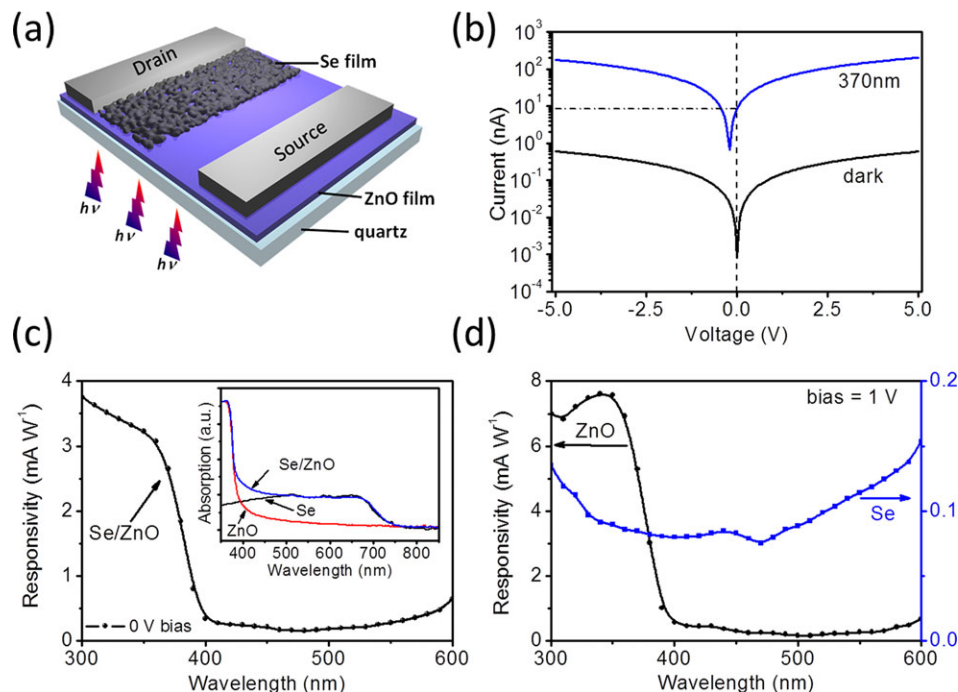 (a)
Drain
Se film
Source
ZnO film
quartz
hν
hν
hν
(b)
Current (nA)
10³
10²
10¹
10⁰
10⁻¹
10⁻²
10⁻³
10⁻⁴
370nm
dark
-5.0 -2.5 0.0 2.5 5.0
Voltage (V)
(c)
Responsivity (mA W⁻¹)
4
3
2
1
0
Se/ZnO
0 V bias
300 400 500 600
Wavelength (nm)
Absorption (a.u.)
Se/ZnO
Se
ZnO
400 500 600 700 800
Wavelength (nm)
(d)
Responsivity (mA W⁻¹)
8
6
4
2
0
bias = 1 V
ZnO
Se
0.2
0.1
0.0
Responsivity (mA W⁻¹)
300 400 500 600
Wavelength (nm)